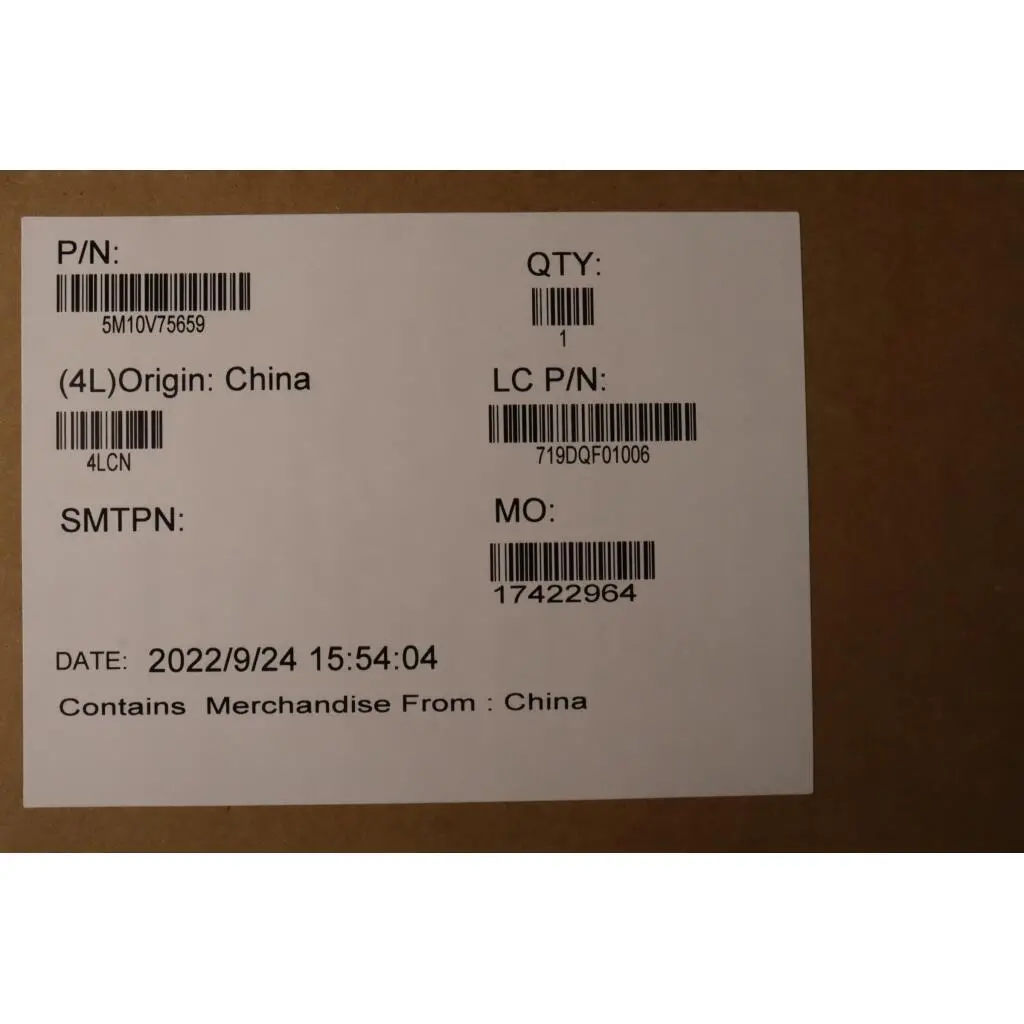 P/N:
5M10V75659
QTY:
1
(4L)Origin: China
4LCN
LC P/N:
719DQF01006
SMTPN:
MO:
17422964
DATE: 2022/9/24 15:54:04
Contains Merchandise From : China